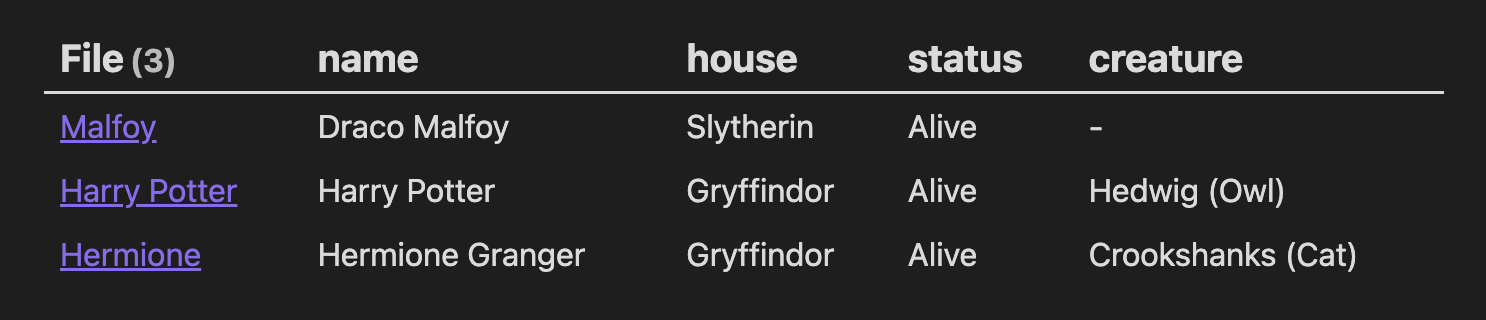 File (3) name house status creature
Malfoy Draco Malfoy Slytherin Alive -
Harry Potter Harry Potter Gryffindor Alive Hedwig (Owl)
Hermione Hermione Granger Gryffindor Alive Crookshanks (Cat)